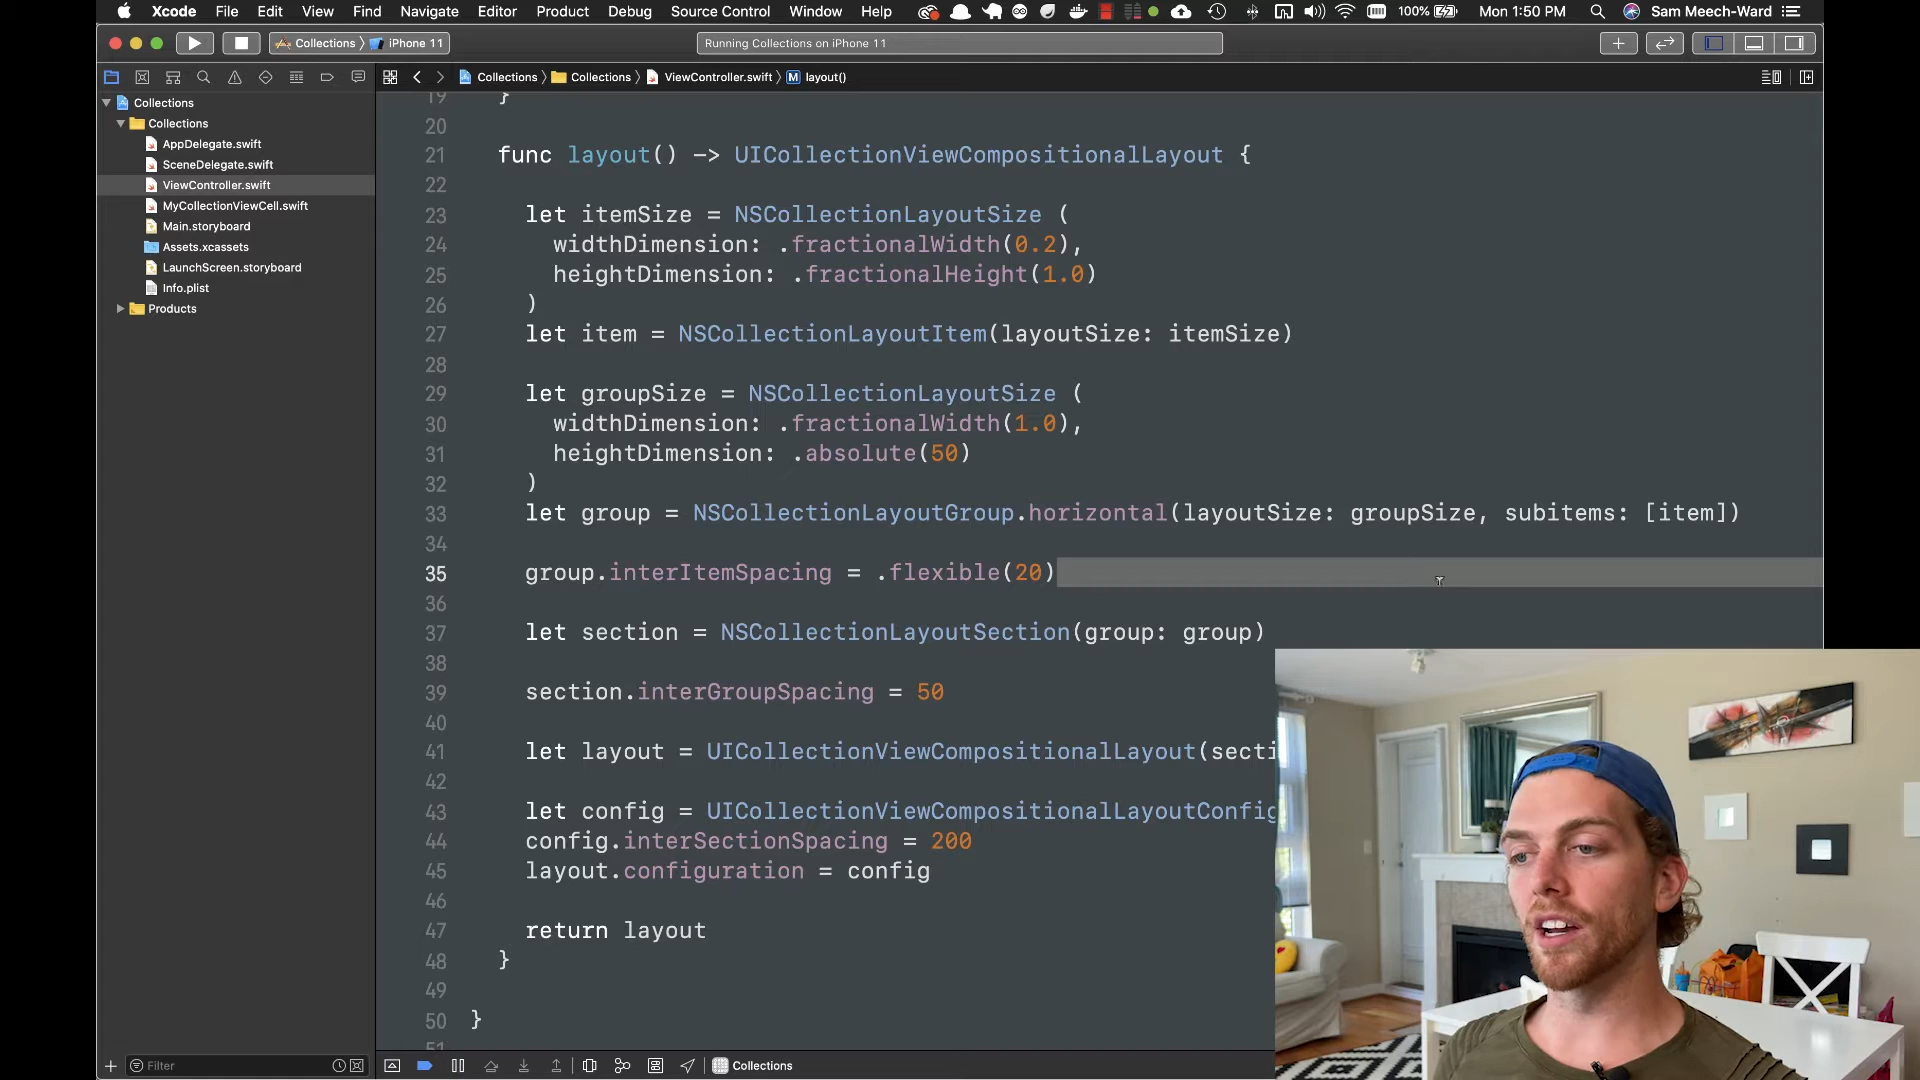 Xcode File Edit View Find Navigate Editor Product Debug Source Control Window Help 100% Mon 1:50 PM Sam Meech-Ward
Collections iPhone 11 Running Collections on iPhone 11
Collections Collections ViewController.swift M layout()
Collections
Collections
AppDelegate.swift
SceneDelegate.swift
ViewController.swift
MyCollectionViewCell.swift
Main.storyboard
Assets.xcassets
LaunchScreen.storyboard
Info.plist
Products
19 }
20
21 func layout() -> UICollectionViewCompositionalLayout {
22
23 let itemSize = NSCollectionLayoutSize (
24 widthDimension: .fractionalWidth(0.2),
25 heightDimension: .fractionalHeight(1.0)
26 )
27 let item = NSCollectionLayoutItem(layoutSize: itemSize)
28
29 let groupSize = NSCollectionLayoutSize (
30 widthDimension: .fractionalWidth(1.0),
31 heightDimension: .absolute(50)
32 )
33 let group = NSCollectionLayoutGroup.horizontal(layoutSize: groupSize, subitems: [item])
34
35 group.interItemSpacing = .flexible(20)
36
37 let section = NSCollectionLayoutSection(group: group)
38
39 section.interGroupSpacing = 50
40
41 let layout = UICollectionViewCompositionalLayout(secti
42
43 let config = UICollectionViewCompositionalLayoutConfig
44 config.interSectionSpacing = 200
45 layout.configuration = config
46
47 return layout
48 }
49
50 }
51
Filter Collections